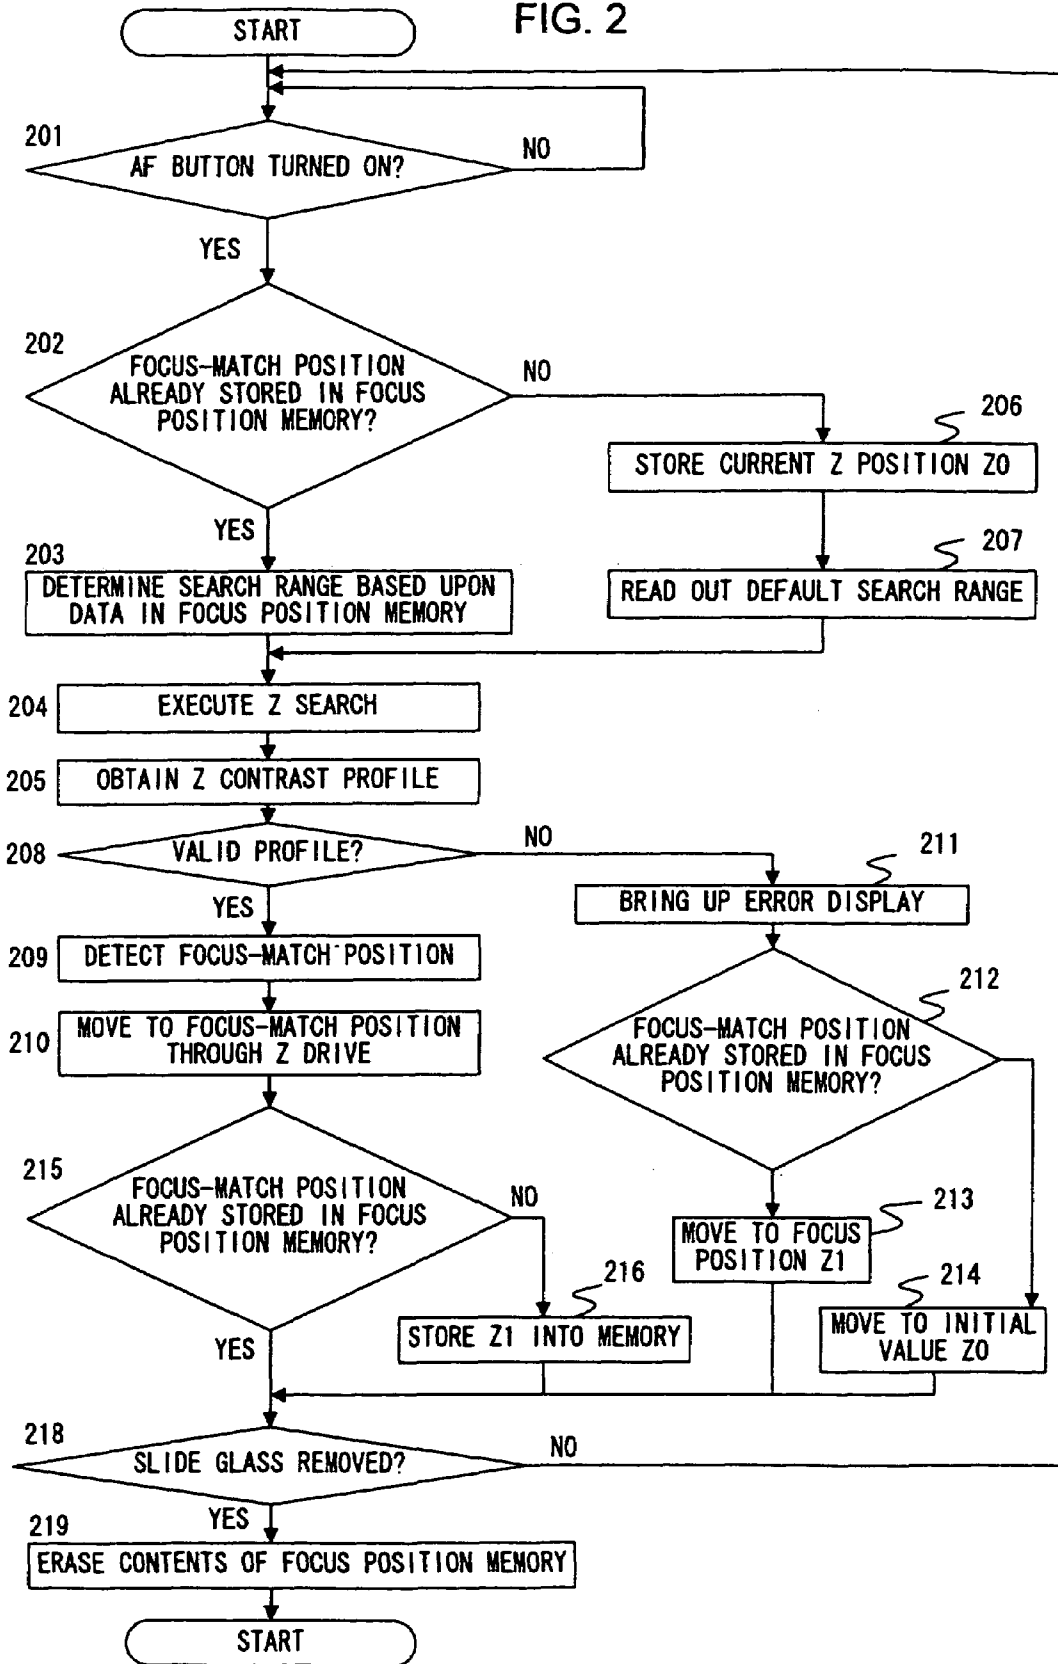 FIG. 2
START
201
AF BUTTON TURNED ON?
NO
YES
202
FOCUS-MATCH POSITION
ALREADY STORED IN FOCUS
POSITION MEMORY?
NO
206
STORE CURRENT Z POSITION Z0
YES
207
READ OUT DEFAULT SEARCH RANGE
203
DETERMINE SEARCH RANGE BASED UPON
DATA IN FOCUS POSITION MEMORY
204
EXECUTE Z SEARCH
205
OBTAIN Z CONTRAST PROFILE
208
VALID PROFILE?
NO
211
BRING UP ERROR DISPLAY
YES
209
DETECT FOCUS-MATCH POSITION
212
FOCUS-MATCH POSITION
ALREADY STORED IN FOCUS
POSITION MEMORY?
210
MOVE TO FOCUS-MATCH POSITION
THROUGH Z DRIVE
215
FOCUS-MATCH POSITION
ALREADY STORED IN FOCUS
POSITION MEMORY?
NO
213
MOVE TO FOCUS
POSITION Z1
216
STORE Z1 INTO MEMORY
214
MOVE TO INITIAL
VALUE Z0
YES
218
SLIDE GLASS REMOVED?
NO
YES
219
ERASE CONTENTS OF FOCUS POSITION MEMORY
START